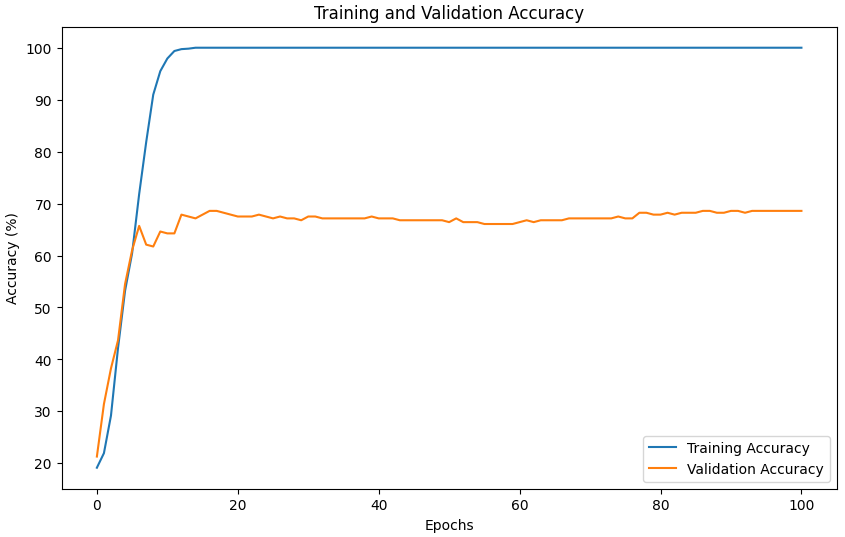 Training and Validation Accuracy
Accuracy (%)
100
90
80
70
60
50
40
30
20
0 20 40 60 80 100
Epochs
Training Accuracy
Validation Accuracy